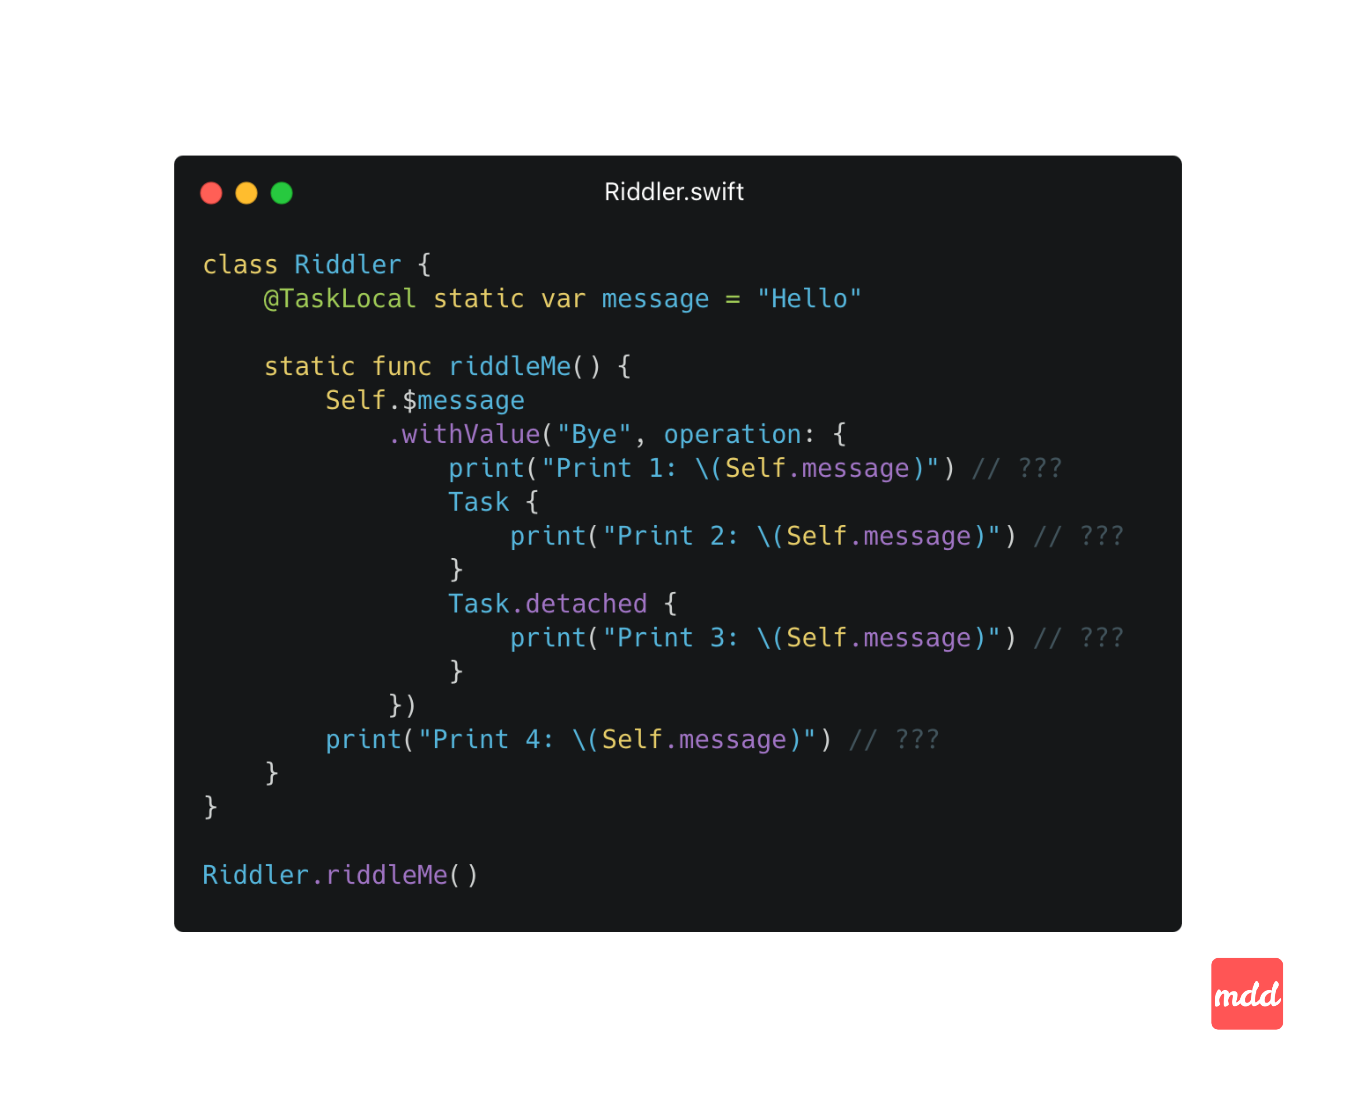 Riddler.swift
class Riddler {
    @TaskLocal static var message = "Hello"
    static func riddleMe() {
        Self.$message
            .withValue("Bye", operation: {
                print("Print 1: \(Self.message)") // ???
                Task {
                    print("Print 2: \(Self.message)") // ???
                }
                Task.detached {
                    print("Print 3: \(Self.message)") // ???
                }
            })
        print("Print 4: \(Self.message)") // ???
    }
}
Riddler.riddleMe()
mdd